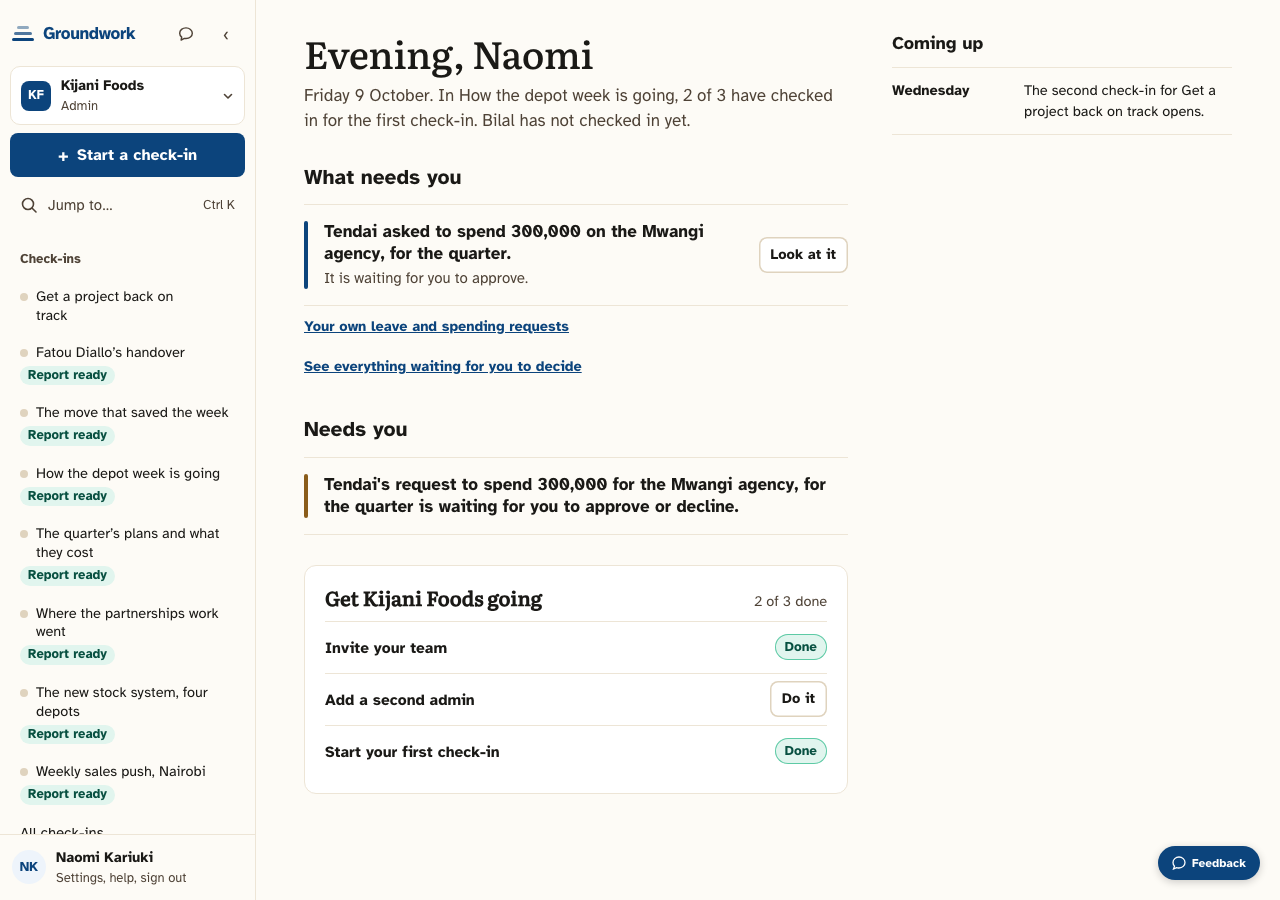 Groundwork
KF
Kijani Foods
Admin
+ Start a check-in
Jump to...
Ctrl K
Check-ins
Get a project back on
track
Fatou Diallo's handover
Report ready
The move that saved the week
Report ready
How the depot week is going
Report ready
The quarter's plans and what
they cost
Report ready
Where the partnerships work
went
Report ready
The new stock system, four
depots
Report ready
Weekly sales push, Nairobi
Report ready
All check-ins
NK
Naomi Kariuki
Settings, help, sign out
Evening, Naomi
Friday 9 October. In How the depot week is going, 2 of 3 have checked
in for the first check-in. Bilal has not checked in yet.
What needs you
Tendai asked to spend 300,000 on the Mwangi
agency, for the quarter.
It is waiting for you to approve.
Look at it
Your own leave and spending requests
See everything waiting for you to decide
Needs you
Tendai's request to spend 300,000 for the Mwangi agency, for
the quarter is waiting for you to approve or decline.
Get Kijani Foods going
2 of 3 done
Invite your team
Done
Add a second admin
Do it
Start your first check-in
Done
Coming up
Wednesday
The second check-in for Get a
project back on track opens.
Feedback